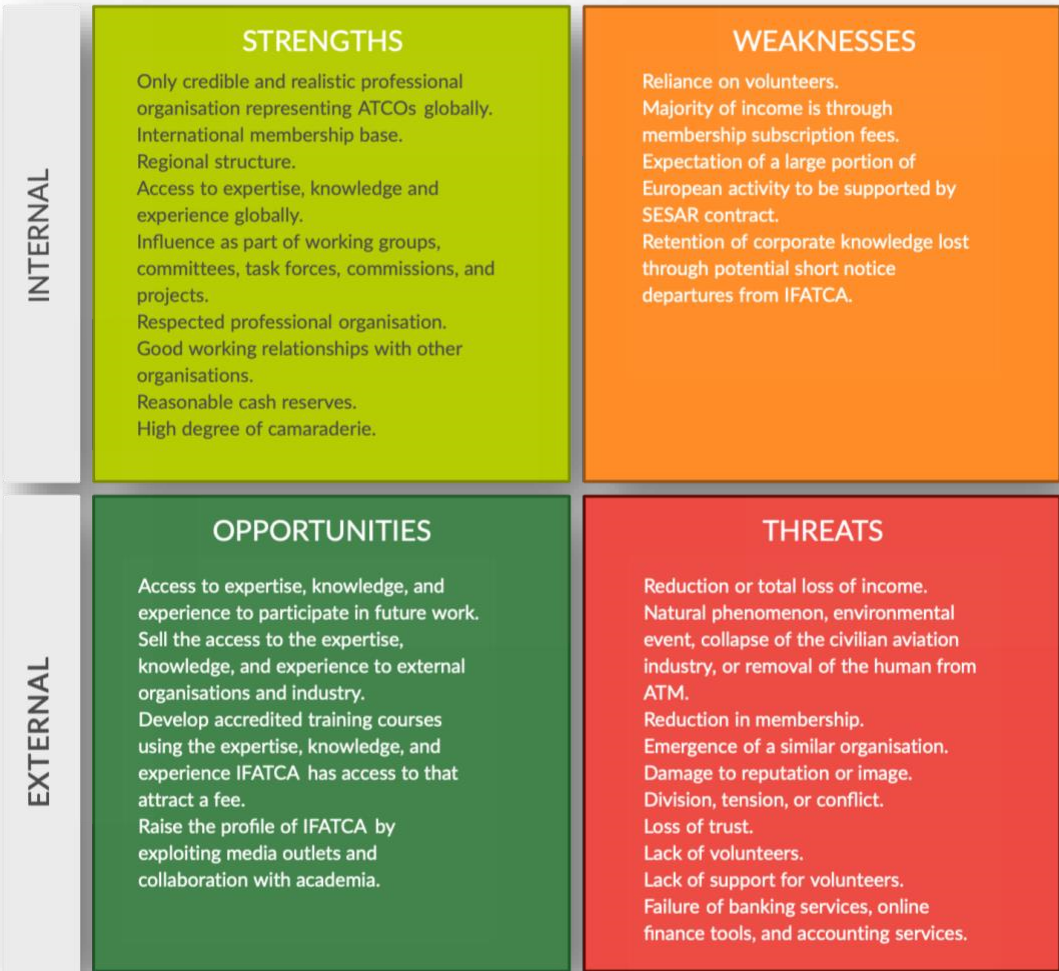 INTERNAL
STRENGTHS
Only credible and realistic professional
organisation representing ATCOs globally.
International membership base.
Regional structure.
Access to expertise, knowledge and
experience globally.
Influence as part of working groups,
committees, task forces, commissions, and
projects.
Respected professional organisation.
Good working relationships with other
organisations.
Reasonable cash reserves.
High degree of camaraderie.
WEAKNESSES
Reliance on volunteers.
Majority of income is through
membership subscription fees.
Expectation of a large portion of
European activity to be supported by
SESAR contract.
Retention of corporate knowledge lost
through potential short notice
departures from IFATCA.
EXTERNAL
OPPORTUNITIES
Access to expertise, knowledge, and
experience to participate in future work.
Sell the access to the expertise,
knowledge, and experience to external
organisations and industry.
Develop accredited training courses
using the expertise, knowledge, and
experience IFATCA has access to that
attract a fee.
Raise the profile of IFATCA by
exploiting media outlets and
collaboration with academia.
THREATS
Reduction or total loss of income.
Natural phenomenon, environmental
event, collapse of the civilian aviation
industry, or removal of the human from
ATM.
Reduction in membership.
Emergence of a similar organisation.
Damage to reputation or image.
Division, tension, or conflict.
Loss of trust.
Lack of volunteers.
Lack of support for volunteers.
Failure of banking services, online
finance tools, and accounting services.